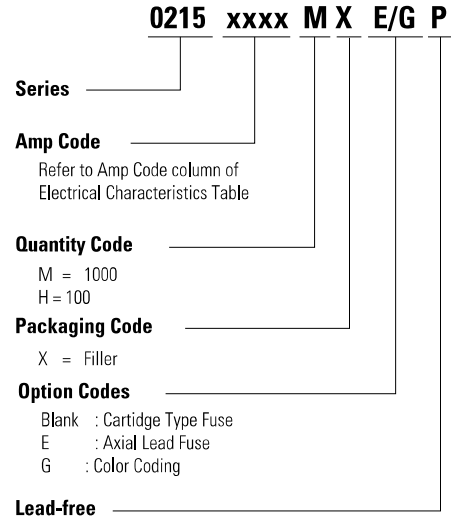 0215 xxxx M X E/G P
Series
Amp Code
Refer to Amp Code column of
Electrical Characteristics Table
Quantity Code
M = 1000
H = 100
Packaging Code
X = Filler
Option Codes
Blank : Cartidge Type Fuse
E : Axial Lead Fuse
G : Color Coding
Lead-free